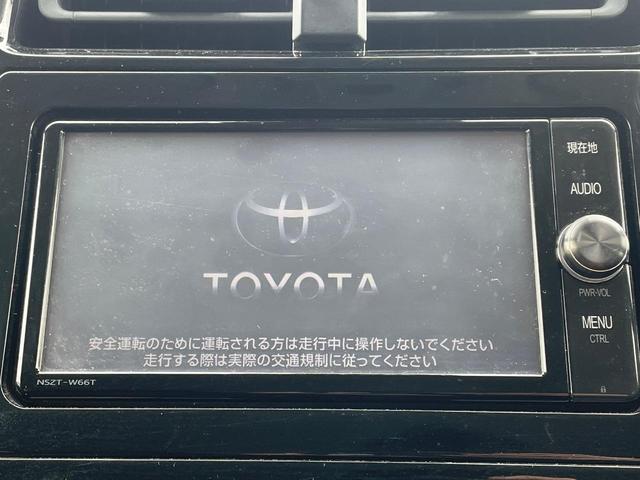 現在地
AUDIO
TOYOTA
PWR•VOL
安全運転のために運転される方は走行中に操作しないでください
走行する際は実際の交通規制に従ってください
MENU
CTRL
NSZT-W66T